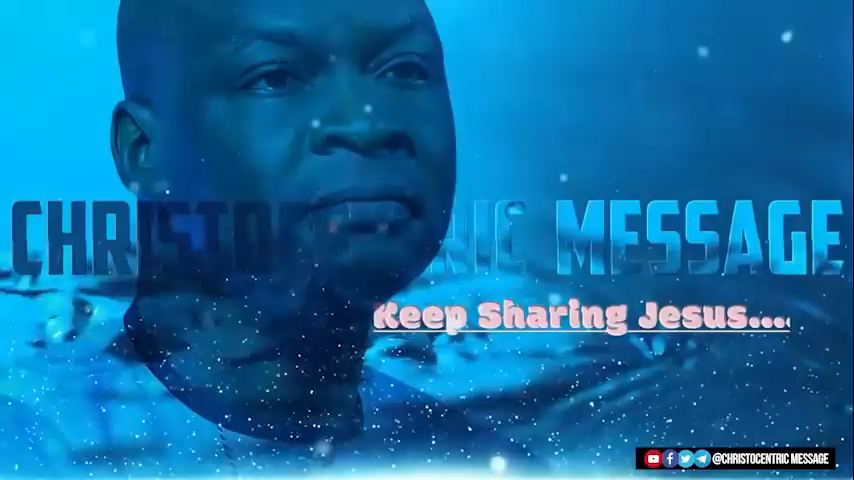 CHRISTOCENTRIC MESSAGE
Keep Sharing Jesus....
@CHRISTOCENTRIC MESSAGE